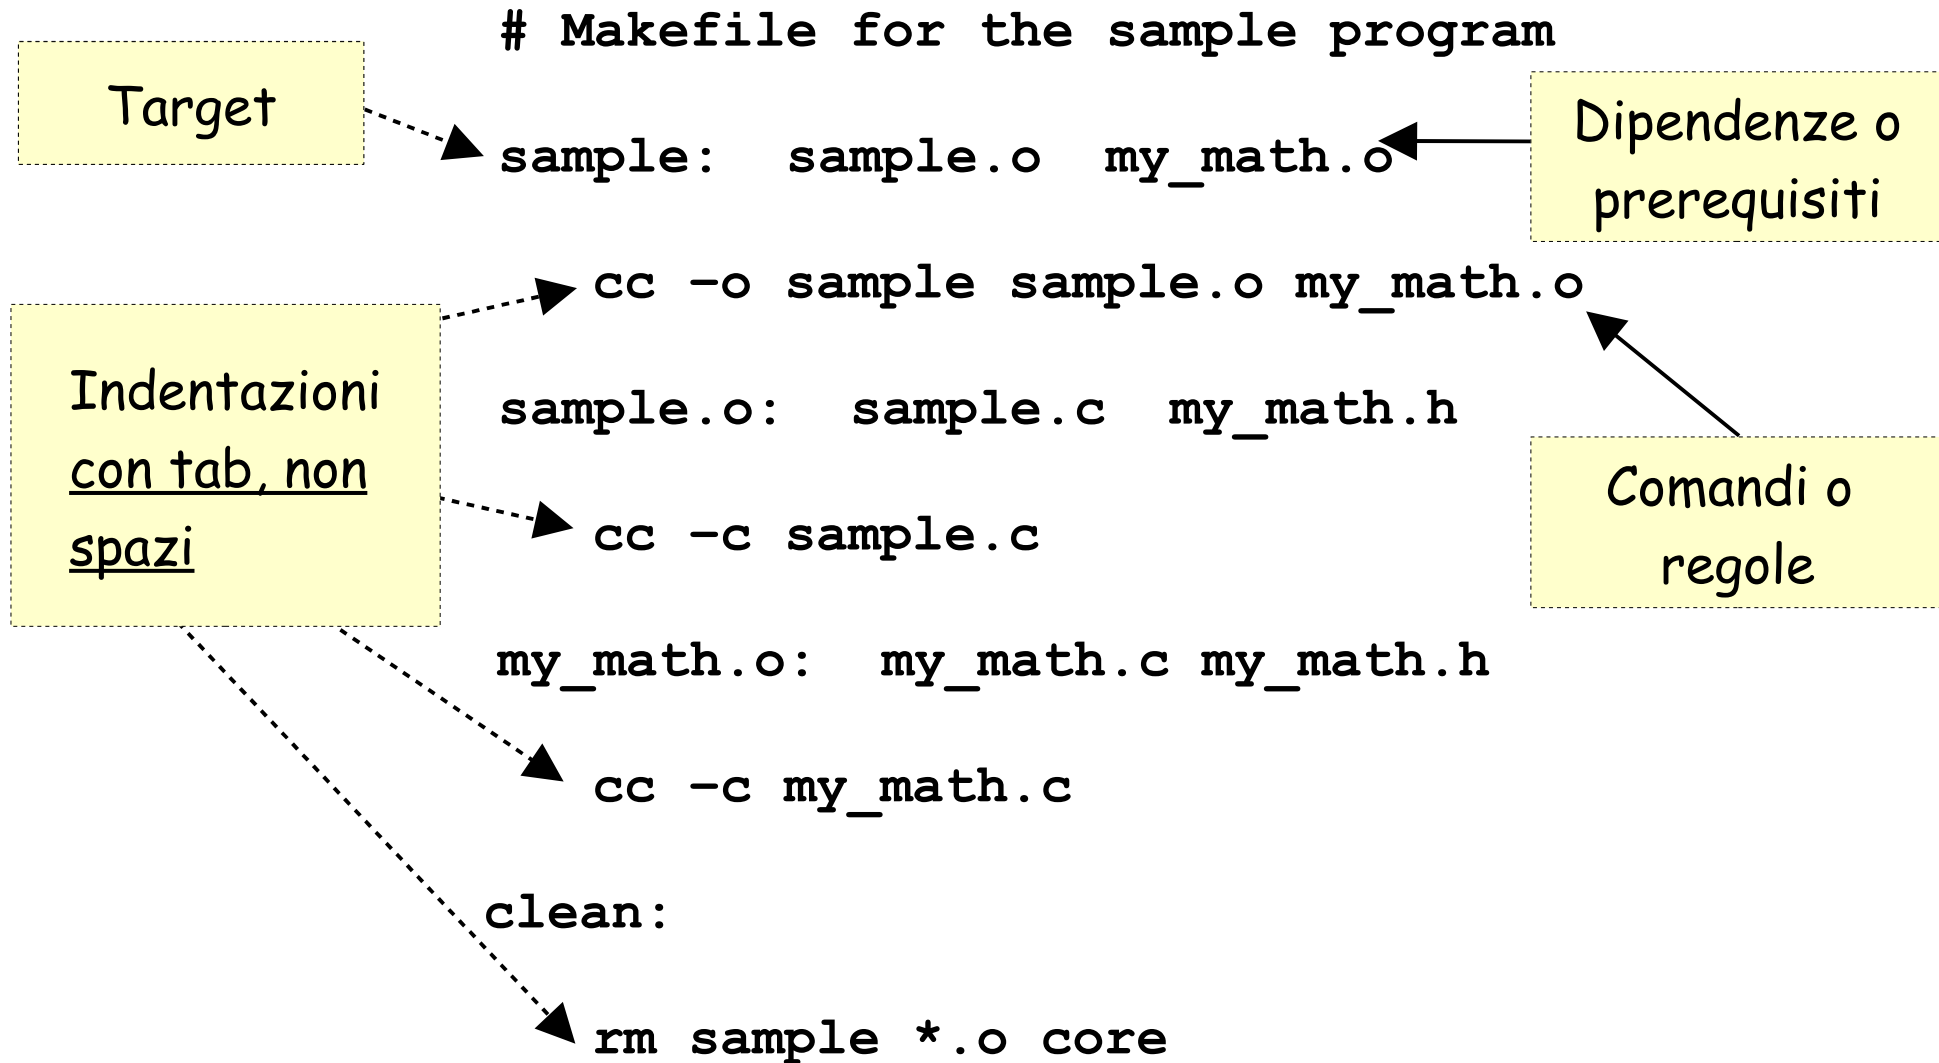 # Makefile for the sample program
Target
Dipendenze o
prerequisiti
sample: sample.o my_math.o
cc -o sample sample.o my_math.o
Indentazioni
con tab, non
spazi
sample.o: sample.c my_math.h
Comandi o
regole
cc -c sample.c
my_math.o: my_math.c my_math.h
cc -c my_math.c
clean:
rm sample *.o core